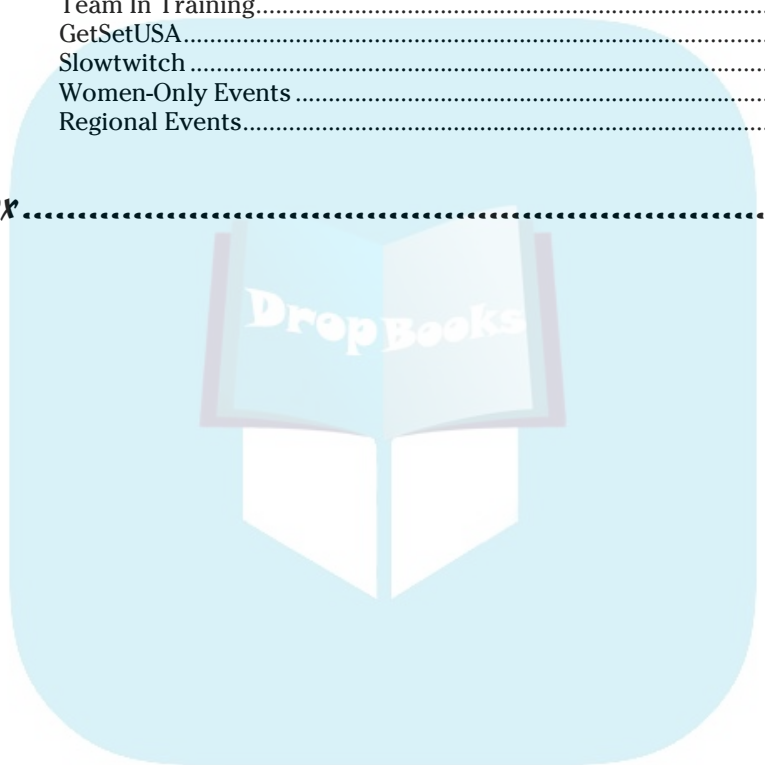 Team In Training....................................................................
GetSetUSA.............................................................................................
Slowtwitch ............................................................................................
Women-Only Events ...........................................................................
Regional Events....................................................................................
x...............................................................................
DropBooks